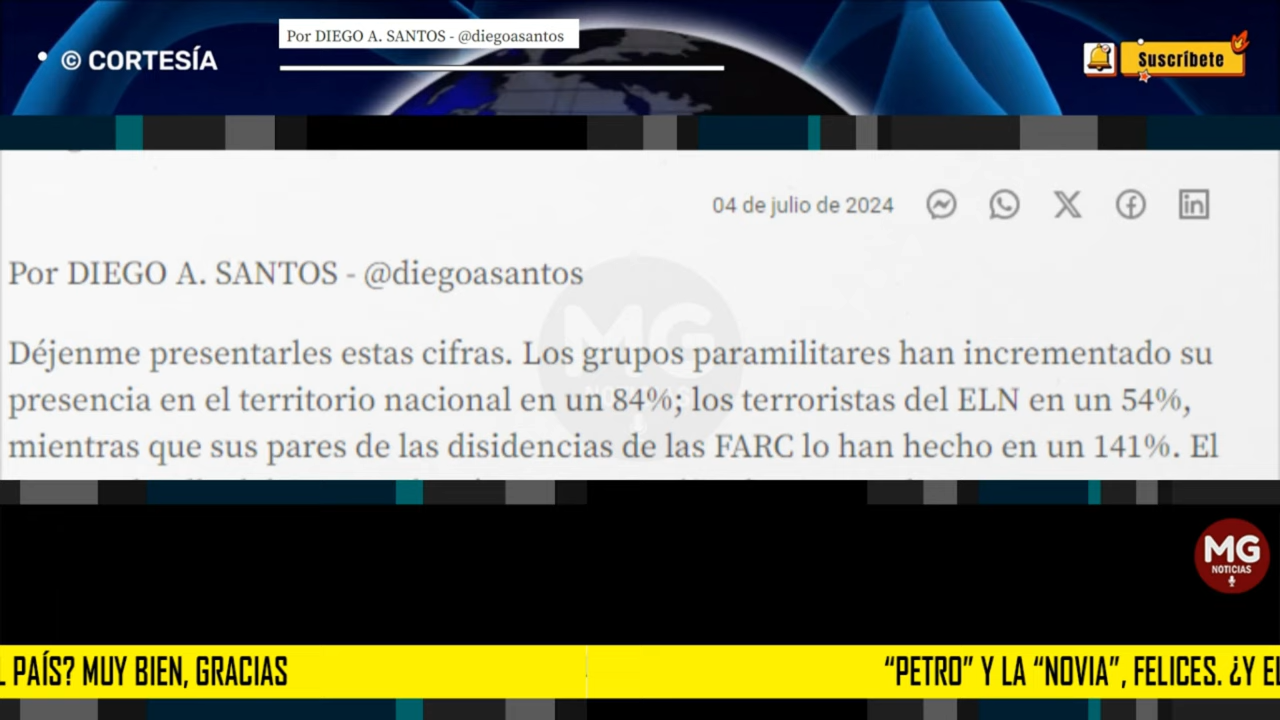 Por DIEGO A. SANTOS - @diegoasantos
© CORTESÍA
Suscríbete
04 de julio de 2024
Por DIEGO A. SANTOS - @diegoasantos
Déjenme presentarles estas cifras. Los grupos paramilitares han incrementado su
presencia en el territorio nacional en un 84%; los terroristas del ELN en un 54%,
mientras que sus pares de las disidencias de las FARC lo han hecho en un 141%. El
MG
NOTICIAS
L PAÍS? MUY BIEN, GRACIAS
“PETRO” Y LA “NOVIA”, FELICES. ¿Y EL